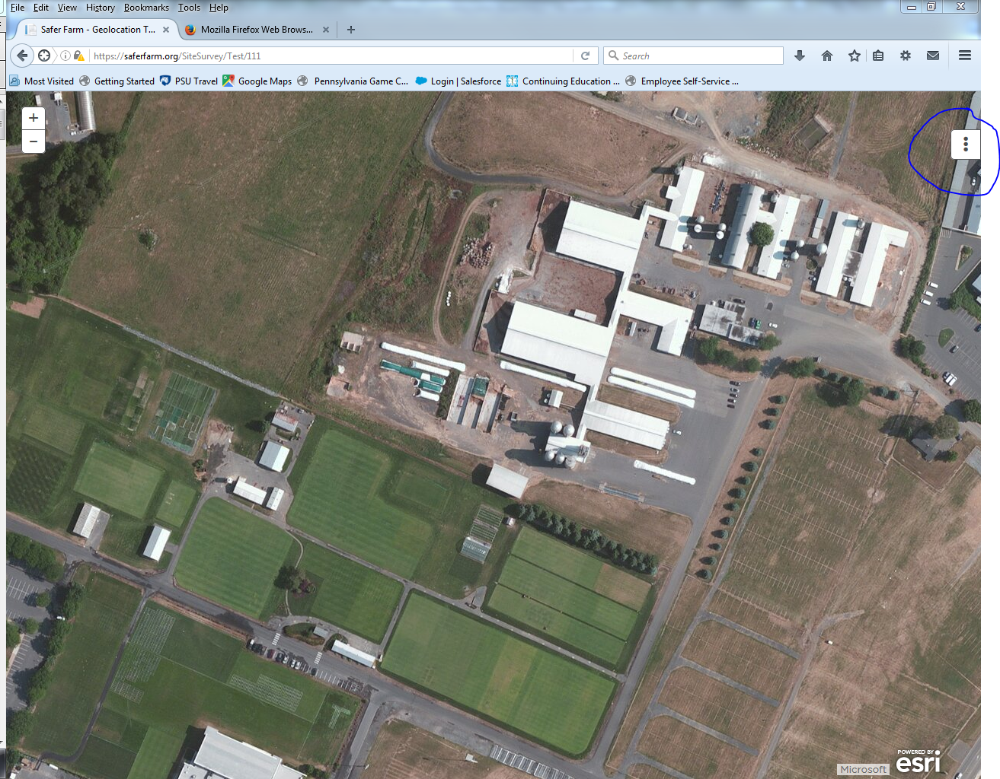 File Edit View History Bookmarks Tools Help
Safer Farm - Geolocation T...
Mozilla Firefox Web Brows...
https://saferfarm.org/SiteSurvey/Test/111
Search
Most Visited
Getting Started
PSU Travel
Google Maps
Pennsylvania Game C...
Login | Salesforce
Continuing Education ...
Employee Self-Service ...
+
−
POWERED BY
esri
Microsoft